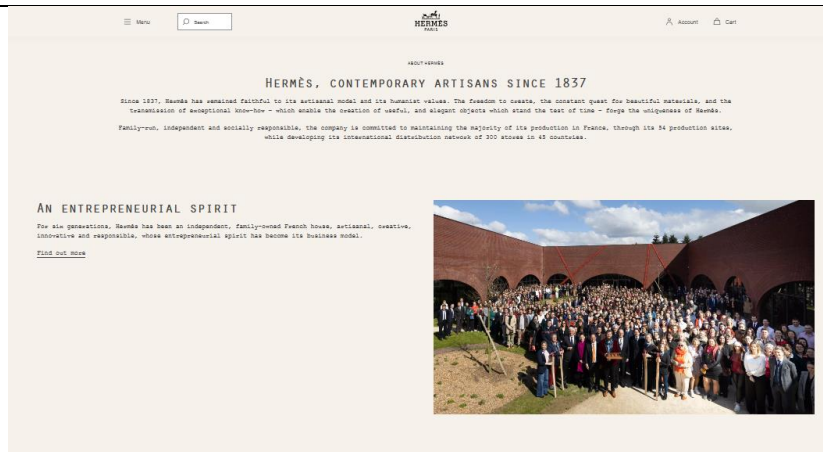 Menu
Search
HERMÈS
PARIS
Account
Cart
ABOUT HERMÈS
HERMÈS, CONTEMPORARY ARTISANS SINCE 1837
Since 1837, Hermès has remained faithful to its artisanal model and its humanist values. The freedom to create, the constant quest for beautiful materials, and the
transmission of exceptional know-how – which enable the creation of useful, and elegant objects which stand the test of time – forge the uniqueness of Hermès.
Family-run, independent and socially responsible, the company is committed to maintaining the majority of its production in France, through its 54 production sites,
while developing its international distribution network of 300 stores in 45 countries.
AN ENTREPRENEURIAL SPIRIT
For six generations, Hermès has been an independent, family-owned French house, artisanal, creative,
innovative and responsible, whose entrepreneurial spirit has become its business model.
Find out more